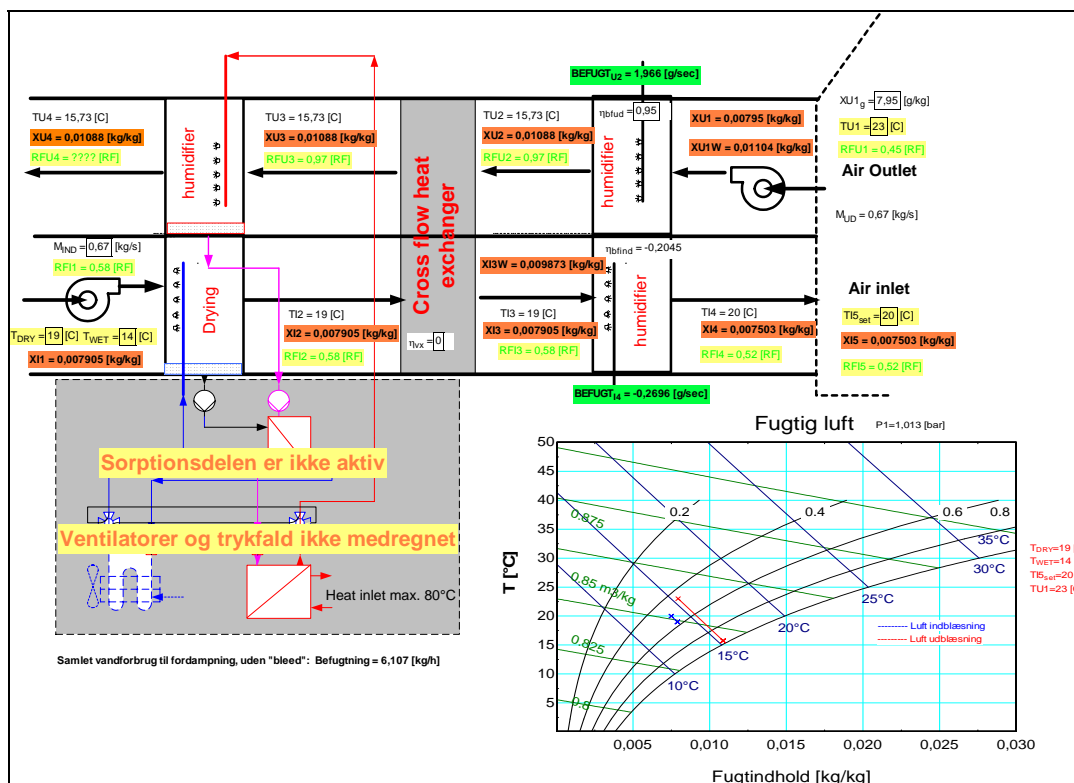 BEFUGT U2 = 1,966 [g/sec]
TU4 = 15,73 [C]
XU4 = 0,01088 [kg/kg]
RFU4 = ???? [RF]
humidifier
TU3 = 15,73 [C]
XU3 = 0,01088 [kg/kg]
RFU3 = 0,97 [RF]
Cross flow heat exchanger
TU2 = 15,73 [C]
XU2 = 0,01088 [kg/kg]
RFU2 = 0,97 [RF]
ηbfud = 0,95
humidifier
XU1 = 0,00795 [kg/kg]
XU1W = 0,01104 [kg/kg]
XU1g = 7,95 [g/kg]
TU1 = 23 [C]
RFU1 = 0,45 [RF]
Air Outlet
MUD = 0,67 [kg/s]
MIND = 0,67 [kg/s]
RFI1 = 0,58 [RF]
TDRY = 19 [C] TWET = 14 [C]
XI1 = 0,007905 [kg/kg]
Drying
TI2 = 19 [C]
XI2 = 0,007905 [kg/kg]
RFI2 = 0,58 [RF]
ηvx = 0
XI3W = 0,009873 [kg/kg]
TI3 = 19 [C]
XI3 = 0,007905 [kg/kg]
RFI3 = 0,58 [RF]
ηbfind = -0,2045
humidifier
TI4 = 20 [C]
XI4 = 0,007503 [kg/kg]
RFI4 = 0,52 [RF]
Air inlet
TI5set = 20 [C]
XI5 = 0,007503 [kg/kg]
RFI5 = 0,52 [RF]
BEFUGT I4 = -0,2696 [g/sec]
Sorptionsdelen er ikke aktiv
Ventilatorer og trykfald ikke medregnet
Heat inlet max. 80°C
Samlet vandforbrug til fordampning, uden "bleed": Befugtning = 6,107 [kg/h]
Fugtig luft
P1=1,013 [bar]
T [°C]
50
45
40
35
30
25
20
15
10
5
0.2
0.4
0.6
0.8
0.875
0.85 m3/kg
0.825
0.8
10°C
15°C
20°C
25°C
30°C
35°C
TDRY=19
TWET=14
TI5set=20
TU1=23
Luft indblæsning
Luft udblæsning
0,005
0,010
0,015
0,020
0,025
0,030
Fugtindhold [kg/kg]